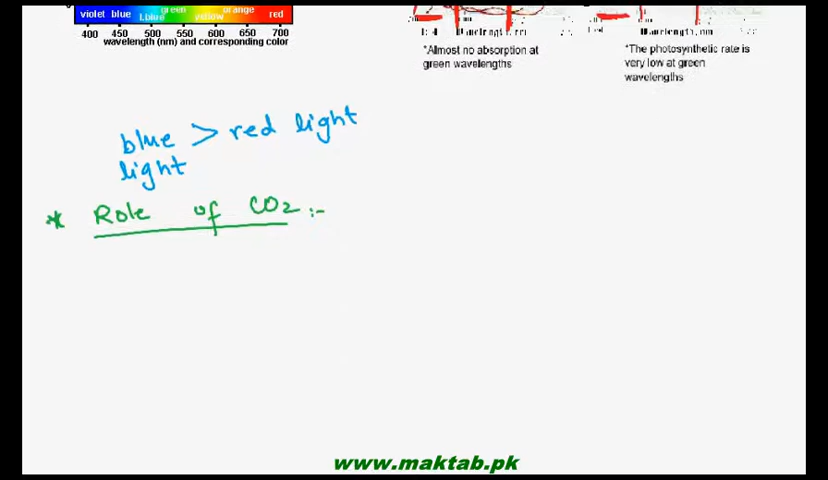 violet blue Lblue green yellow orange red
400 450 500 550 600 650 700
wavelength (nm) and corresponding color
*Almost no absorption at
green wavelengths
*The photosynthetic rate is
very low at green
wavelengths
blue > red light
light
* Role of CO2 :-
www.maktab.pk